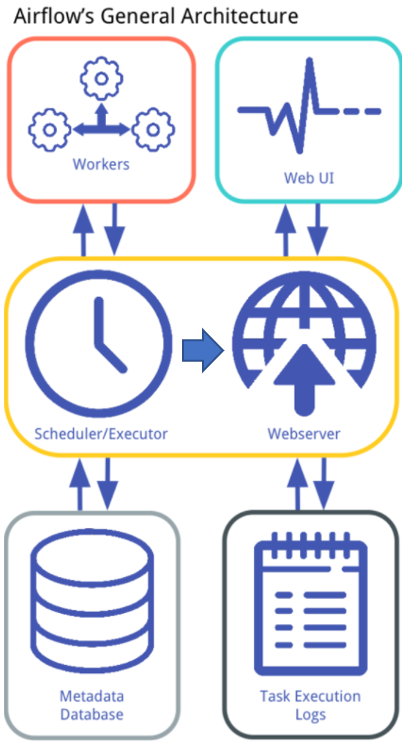 Airflow's General Architecture
Workers
Web UI
Scheduler/Executor
Webserver
Metadata
Database
Task Execution
Logs